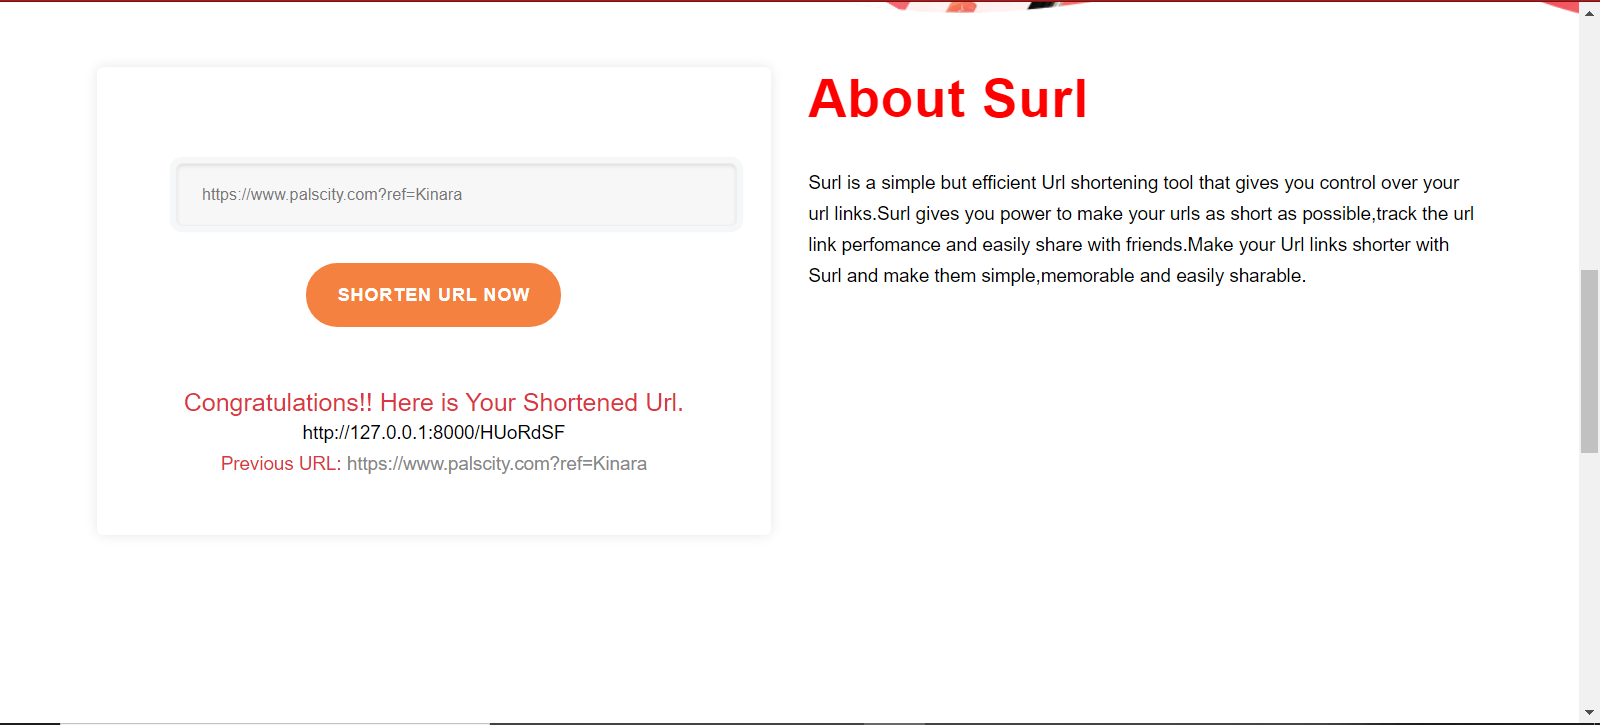 https://www.palscity.com?ref=Kinara
SHORTEN URL NOW
Congratulations!! Here is Your Shortened Url.
http://127.0.0.1:8000/HUoRdSF
Previous URL: https://www.palscity.com?ref=Kinara
About Surl
Surl is a simple but efficient Url shortening tool that gives you control over your
url links.Surl gives you power to make your urls as short as possible,track the url
link perfomance and easily share with friends.Make your Url links shorter with
Surl and make them simple,memorable and easily sharable.